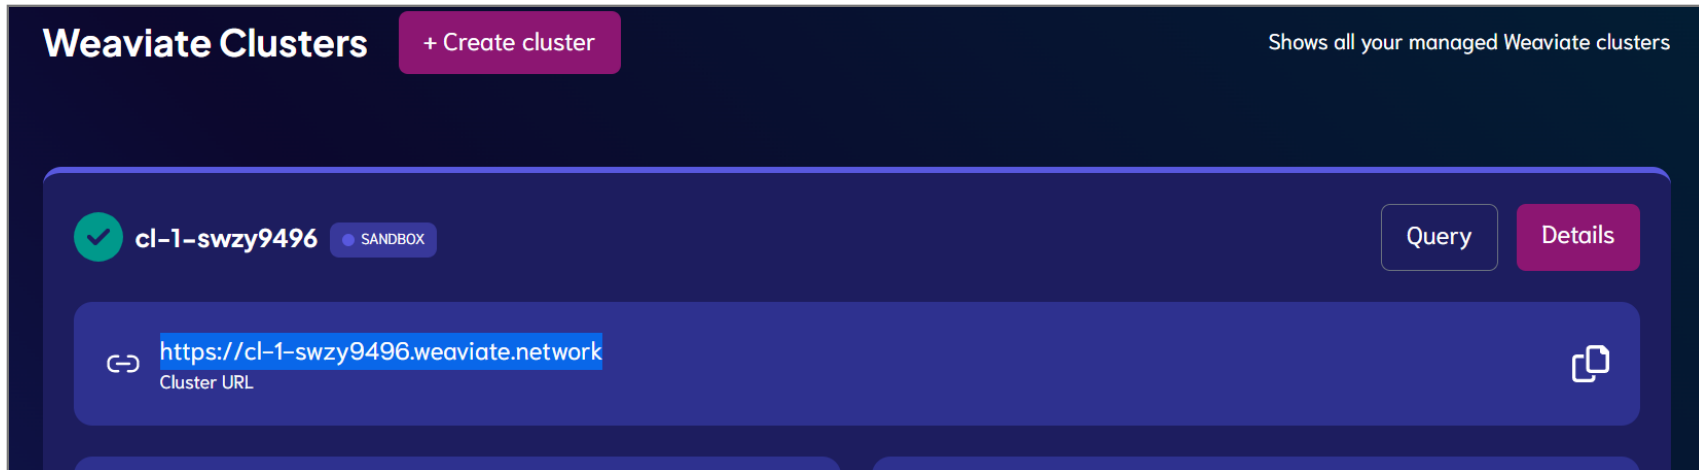 Weaviate Clusters
+ Create cluster
Shows all your managed Weaviate clusters
cl-1-swzy9496
SANDBOX
Query
Details
https://cl-1-swzy9496.weaviate.network
Cluster URL